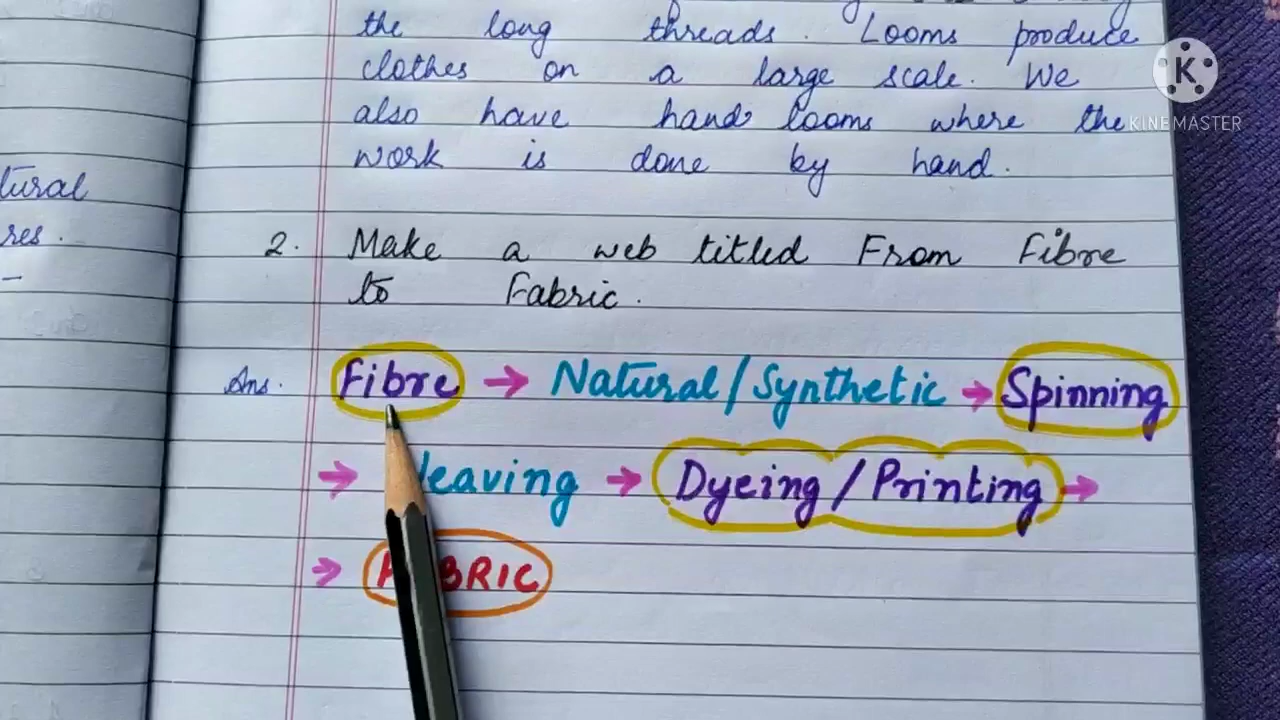 the long threads. Looms produce
clothes on a large scale. We
also have hand looms where the
work is done by hand.
tural
res.
2. Make a web titled From Fibre
to Fabric.
Ans. Fibre → Natural/Synthetic → Spinning
→ eaving → Dyeing/Printing →
→ FABRIC
K
KINEMASTER